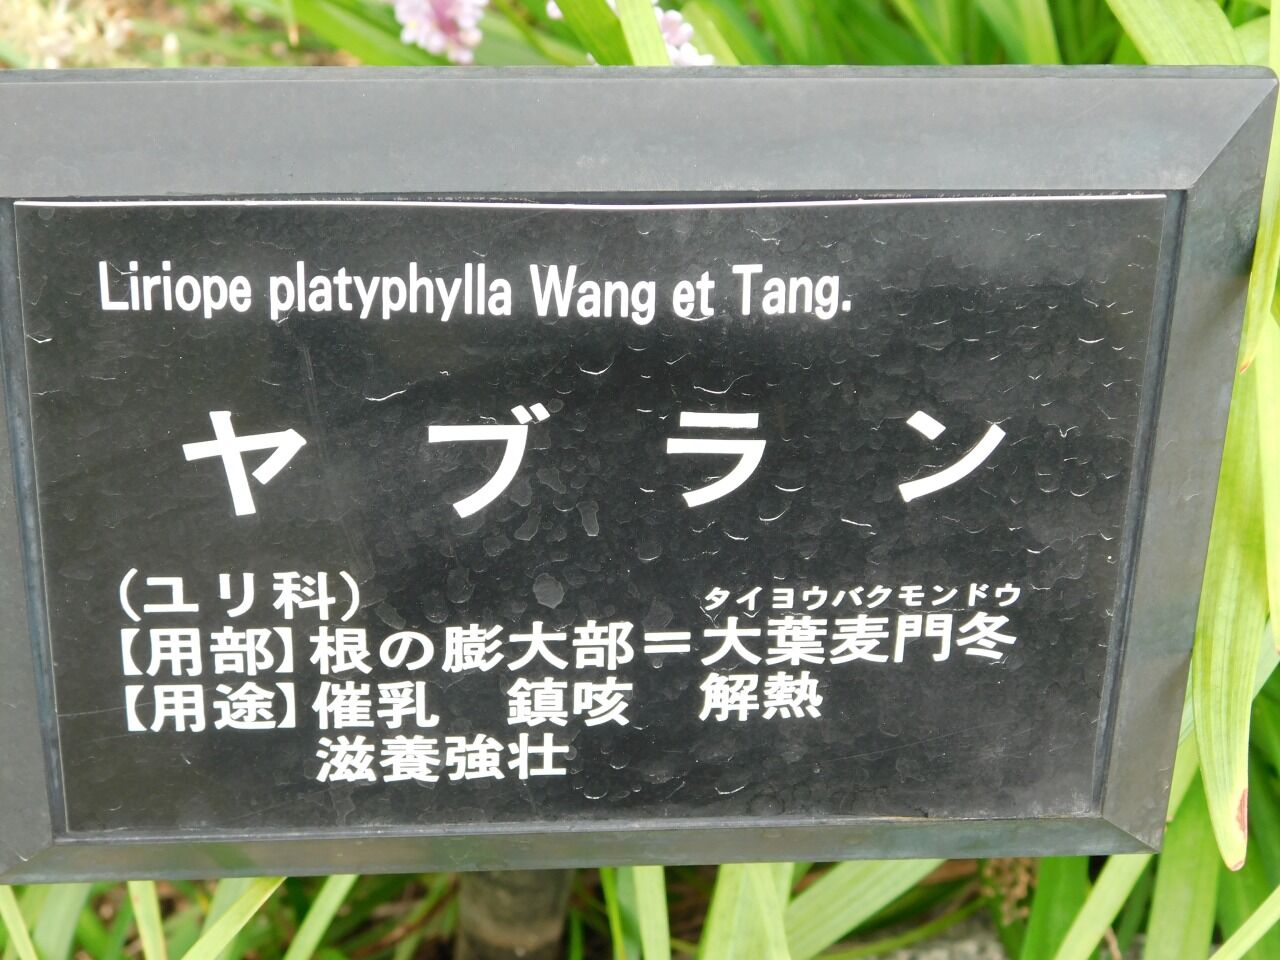 Liriope platyphylla Wang et Tang.
ヤブラン
(ユリ科)
タイヨウバクモンドウ
【用部】根の膨大部=大葉麦門冬
【用途】催乳 鎮咳 解熱
滋養強壮